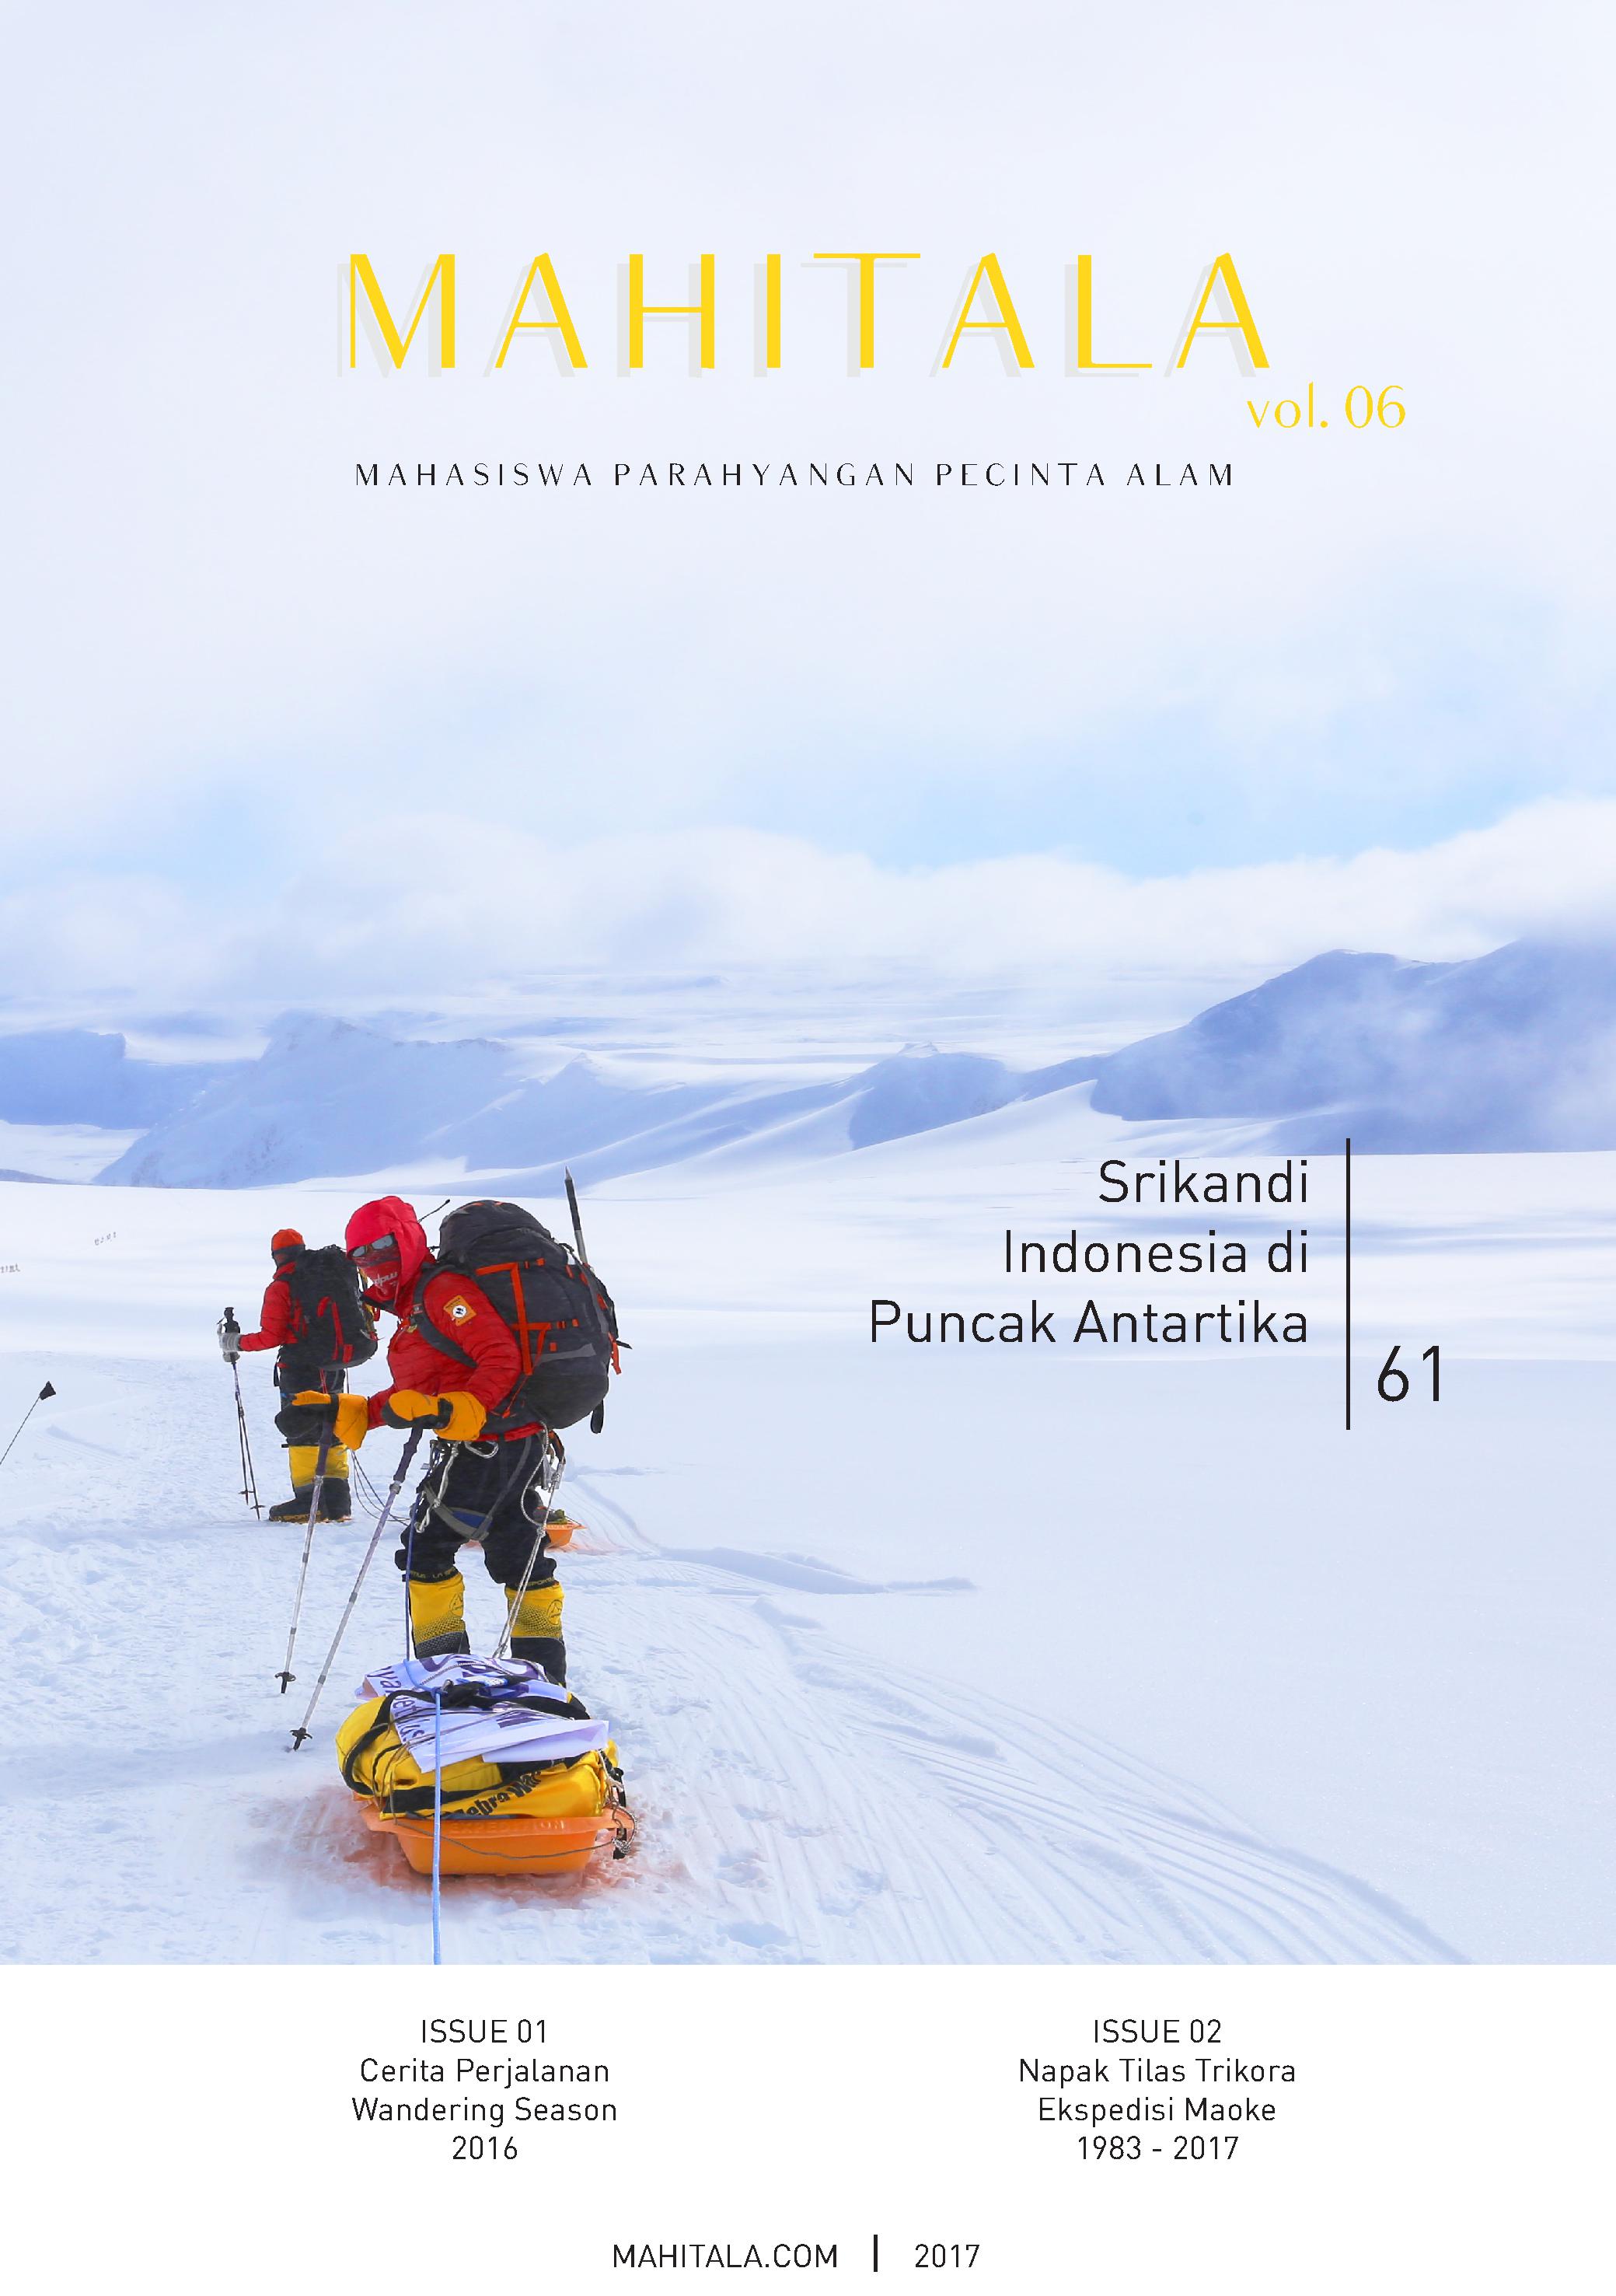 MAHITALA
vol. 06
MAHASISWA PARAHYANGAN PECINTA ALAM
Srikandi
Indonesia di
Puncak Antartika
61
ISSUE 01
Cerita Perjalanan
Wandering Season
2016
ISSUE 02
Napak Tilas Trikora
Ekspedisi Maoke
1983 - 2017
MAHITALA.COM | 2017